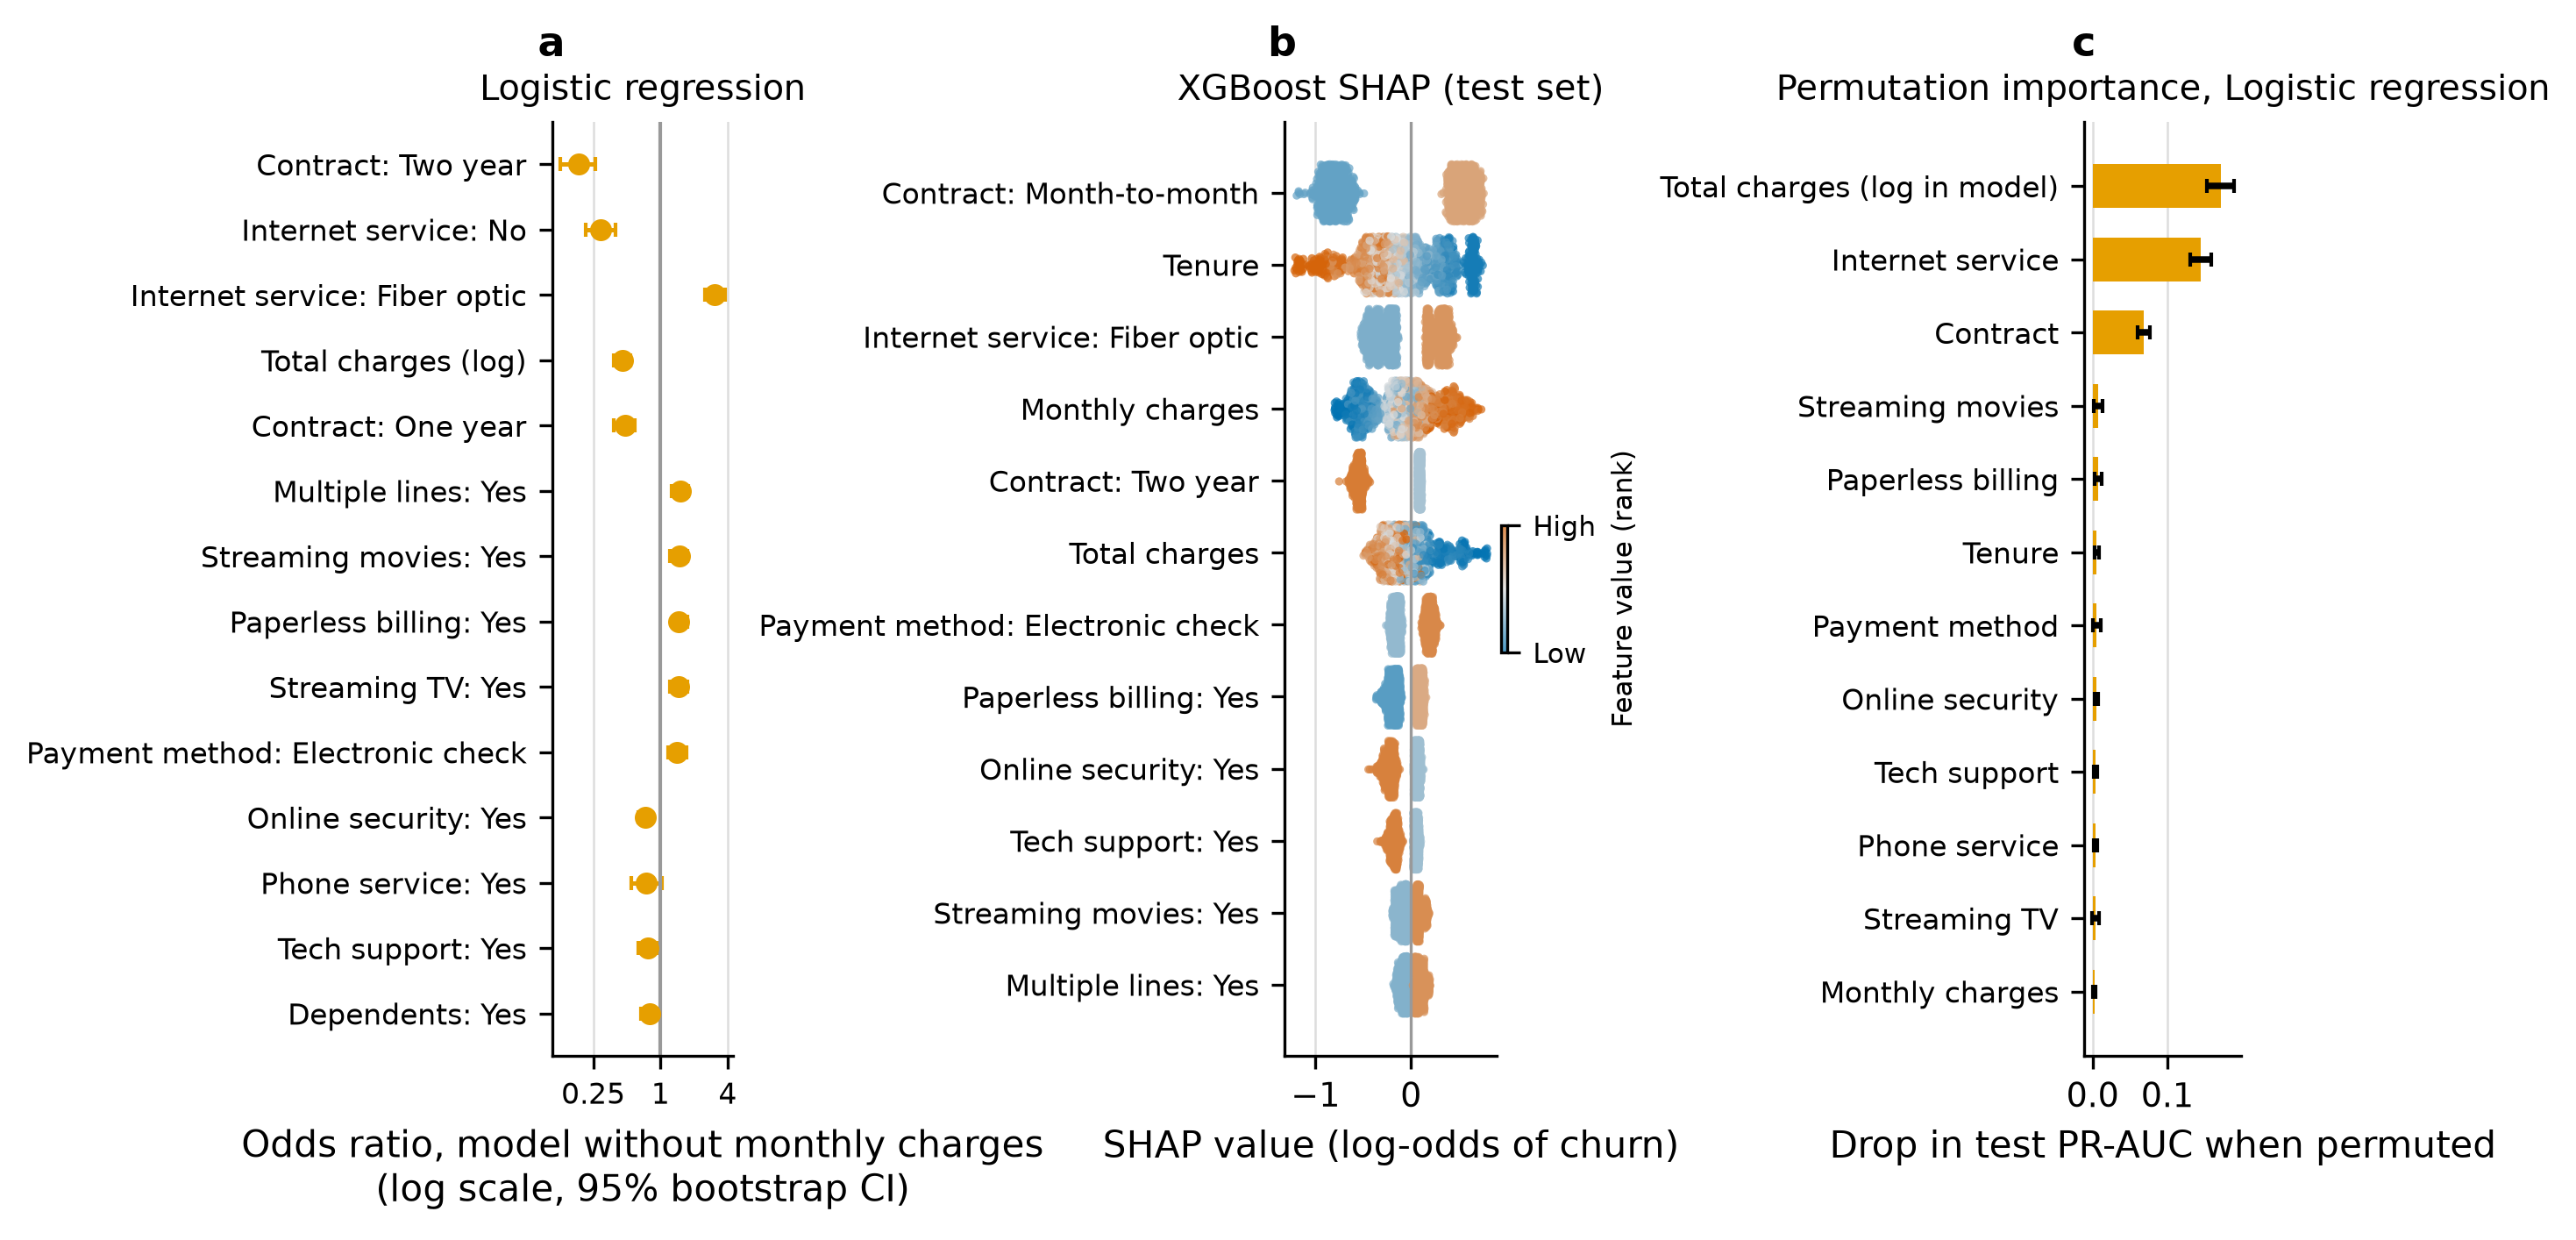 a
Logistic regression
Contract: Two year
Internet service: No
Internet service: Fiber optic
Total charges (log)
Contract: One year
Multiple lines: Yes
Streaming movies: Yes
Paperless billing: Yes
Streaming TV: Yes
Payment method: Electronic check
Online security: Yes
Phone service: Yes
Tech support: Yes
Dependents: Yes
0.25 1 4
Odds ratio, model without monthly charges
(log scale, 95% bootstrap CI)
b
XGBoost SHAP (test set)
Contract: Month-to-month
Tenure
Internet service: Fiber optic
Monthly charges
Contract: Two year
Total charges
Payment method: Electronic check
Paperless billing: Yes
Online security: Yes
Tech support: Yes
Streaming movies: Yes
Multiple lines: Yes
−1 0
SHAP value (log-odds of churn)
High
Low
Feature value (rank)
c
Permutation importance, Logistic regression
Total charges (log in model)
Internet service
Contract
Streaming movies
Paperless billing
Tenure
Payment method
Online security
Tech support
Phone service
Streaming TV
Monthly charges
0.0 0.1
Drop in test PR-AUC when permuted